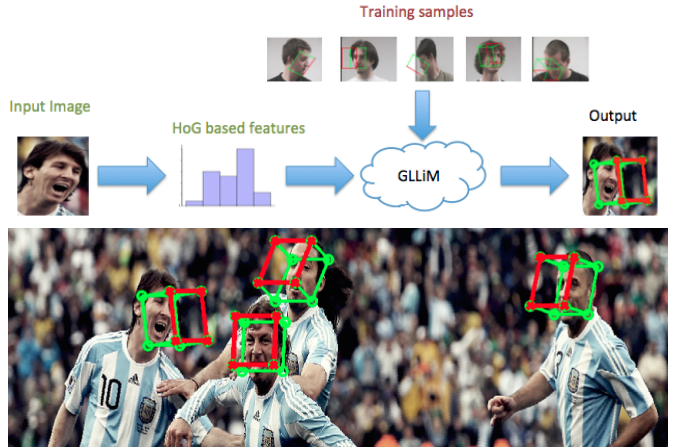 Training samples
Input Image
HoG based features
GLLiM
Output
10